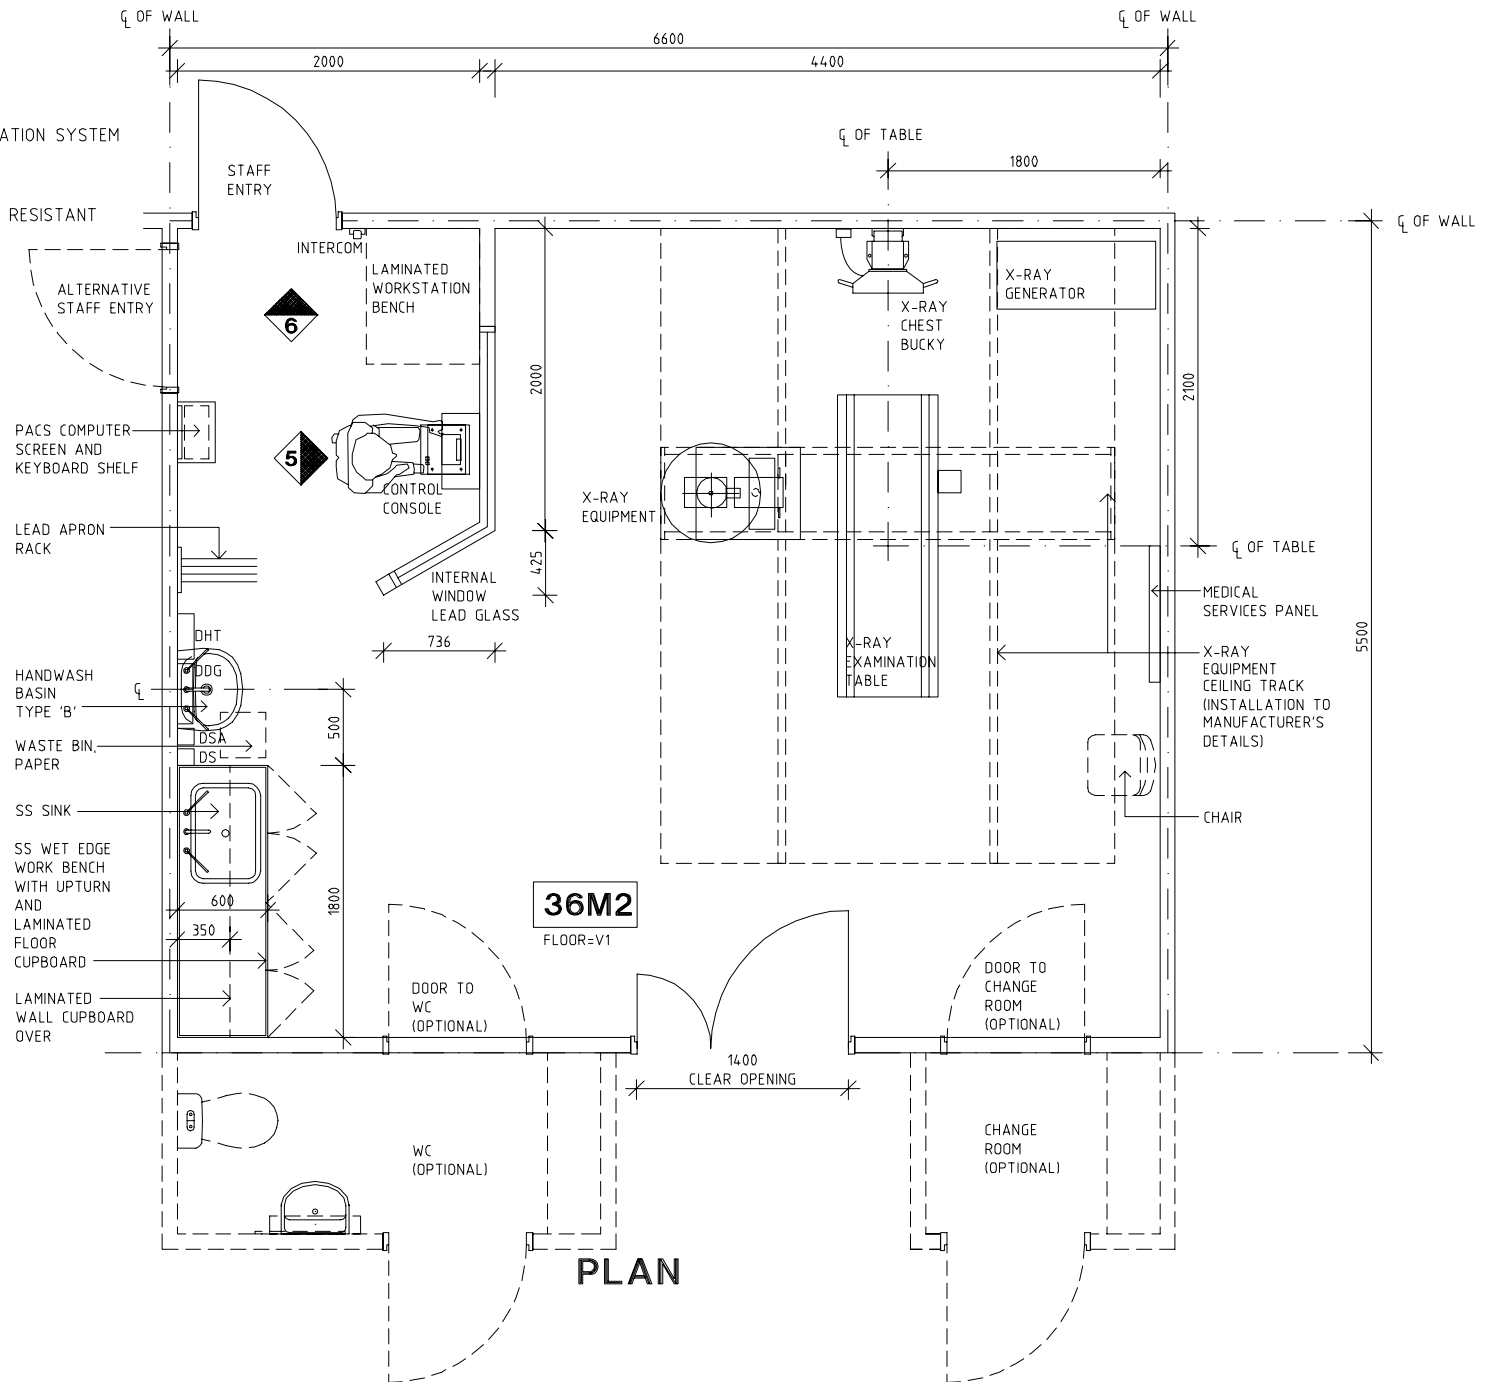 ℄ OF WALL
℄ OF WALL
6600
2000
4400
ATION SYSTEM
℄ OF TABLE
1800
STAFF
ENTRY
RESISTANT
℄ OF WALL
INTERCOM
LAMINATED
WORKSTATION
BENCH
X-RAY
GENERATOR
ALTERNATIVE
STAFF ENTRY
6
X-RAY
CHEST
BUCKY
2000
2100
PACS COMPUTER
SCREEN AND
KEYBOARD SHELF
5
CONTROL
CONSOLE
X-RAY
EQUIPMENT
LEAD APRON
RACK
425
℄ OF TABLE
INTERNAL
WINDOW
LEAD GLASS
MEDICAL
SERVICES PANEL
736
5500
DHT
DDG
X-RAY
EXAMINATION
TABLE
X-RAY
EQUIPMENT
CEILING TRACK
(INSTALLATION TO
MANUFACTURER'S
DETAILS)
HANDWASH
BASIN
TYPE 'B'
℄
500
DSA
DS
WASTE BIN,
PAPER
SS SINK
CHAIR
SS WET EDGE
WORK BENCH
WITH UPTURN
AND
LAMINATED
FLOOR
CUPBOARD
600
1800
350
36M2
FLOOR=V1
LAMINATED
WALL CUPBOARD
OVER
DOOR TO
WC
(OPTIONAL)
DOOR TO
CHANGE
ROOM
(OPTIONAL)
1400
CLEAR OPENING
WC
(OPTIONAL)
CHANGE
ROOM
(OPTIONAL)
PLAN